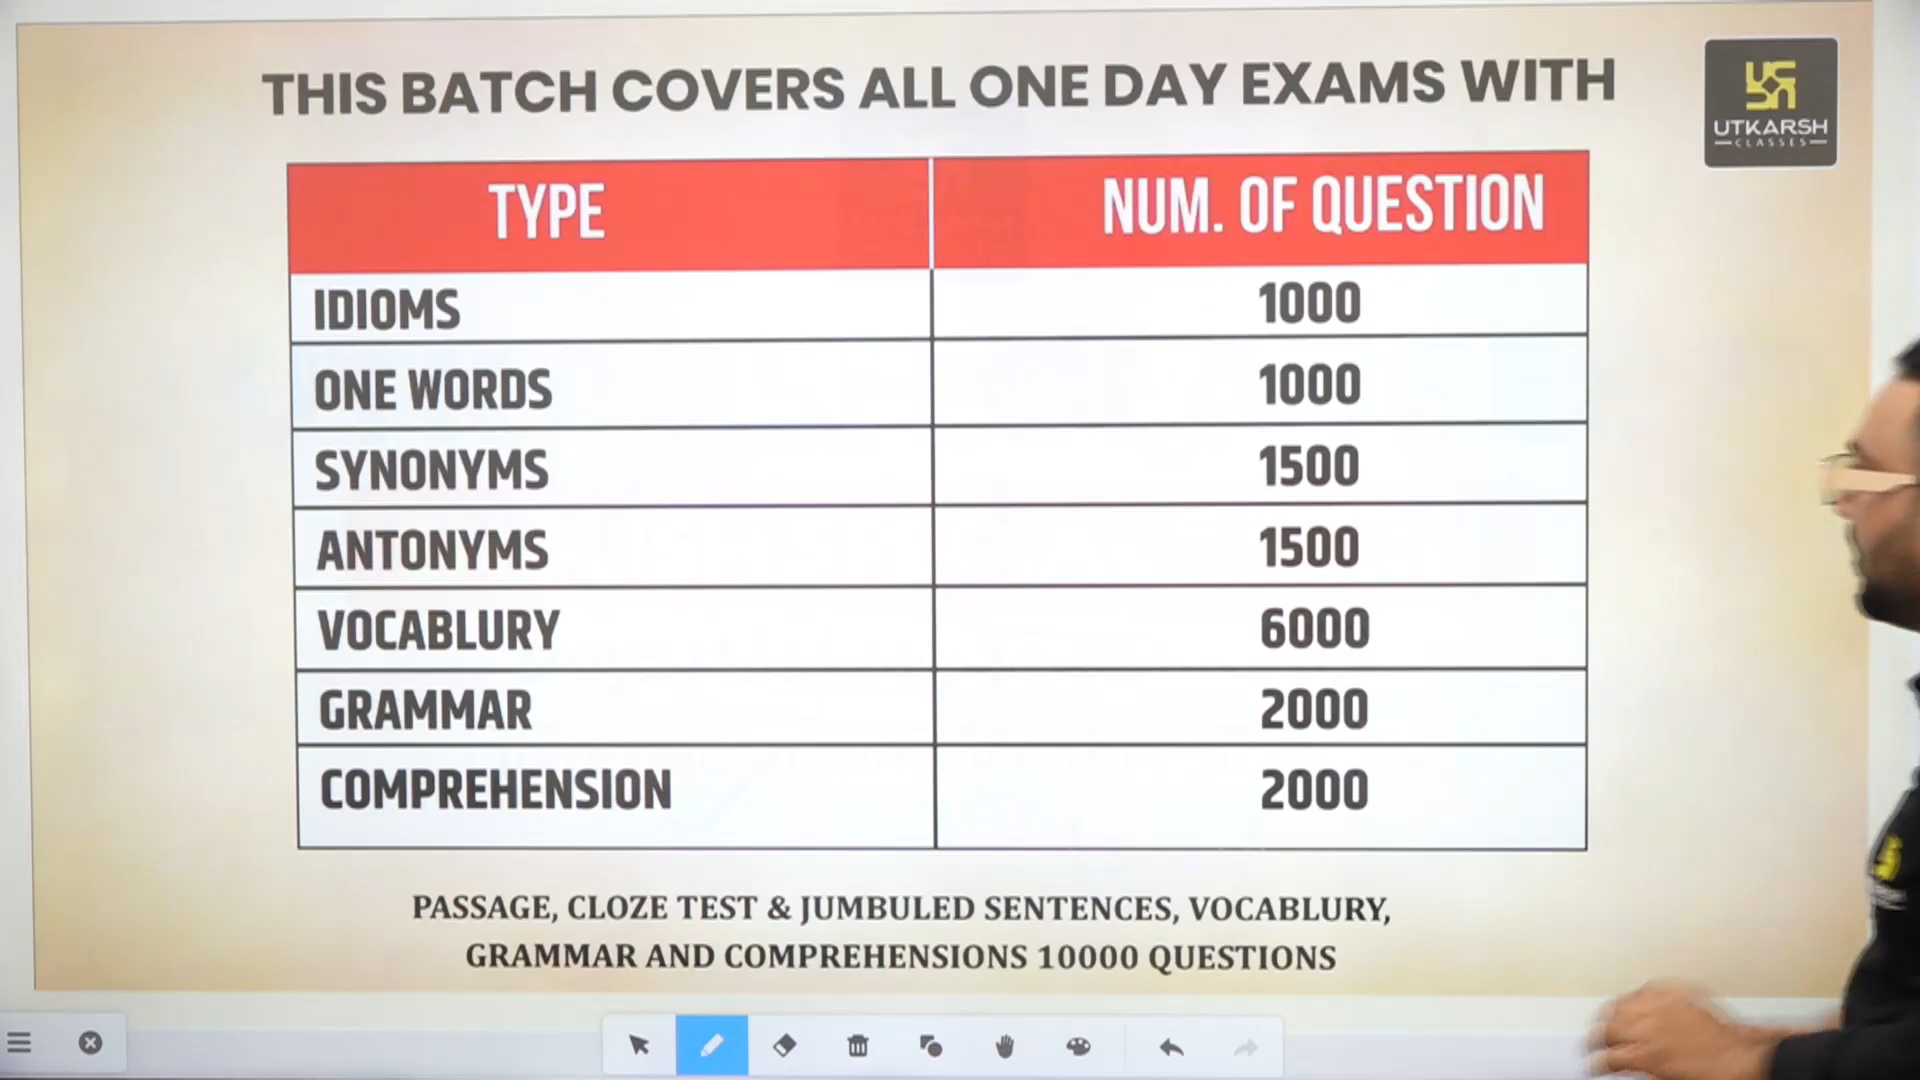 THIS BATCH COVERS ALL ONE DAY EXAMS WITH
UTKARSH
CLASSES
TYPE NUM. OF QUESTION
IDIOMS 1000
ONE WORDS 1000
SYNONYMS 1500
ANTONYMS 1500
VOCABLURY 6000
GRAMMAR 2000
COMPREHENSION 2000
PASSAGE, CLOZE TEST & JUMBULED SENTENCES, VOCABLURY,
GRAMMAR AND COMPREHENSIONS 10000 QUESTIONS